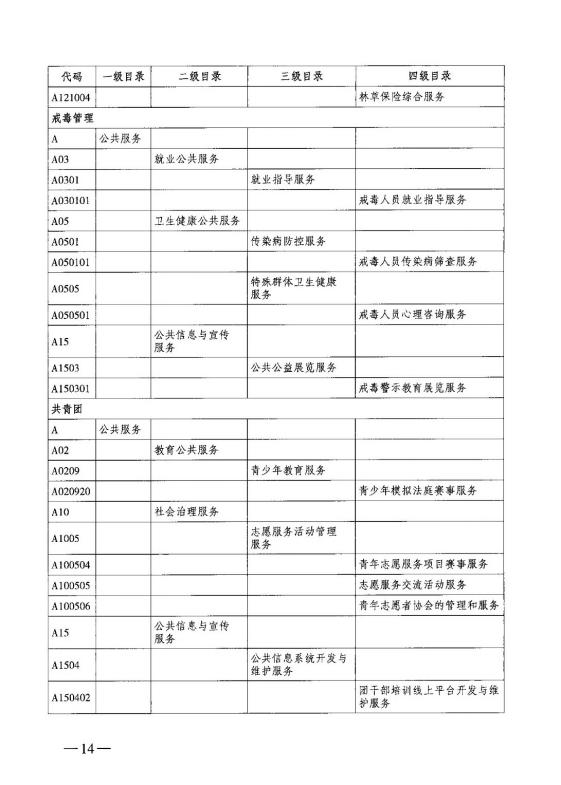 代码 一级目录 二级目录 三级目录 四级目录
A121004 林草保险综合服务
戒毒管理
A 公共服务
A03 就业公共服务
A0301 就业指导服务
A030101 戒毒人员就业指导服务
A05 卫生健康公共服务
A0501 传染病防控服务
A050101 戒毒人员传染病筛查服务
A0505 特殊群体卫生健康
服务
A050501 戒毒人员心理咨询服务
A15 公共信息与宣传
服务
A1503 公共公益展览服务
A150301 戒毒警示教育展览服务
共青团
A 公共服务
A02 教育公共服务
A0209 青少年教育服务
A020920 青少年模拟法庭赛事服务
A10 社会治理服务
A1005 志愿服务活动管理
服务
A100504 青年志愿服务项目赛事服务
A100505 志愿服务交流活动服务
A100506 青年志愿者协会的管理和服务
A15 公共信息与宣传
服务
A1504 公共信息系统开发与
维护服务
A150402 团干部培训线上平台开发与维
护服务
—14—